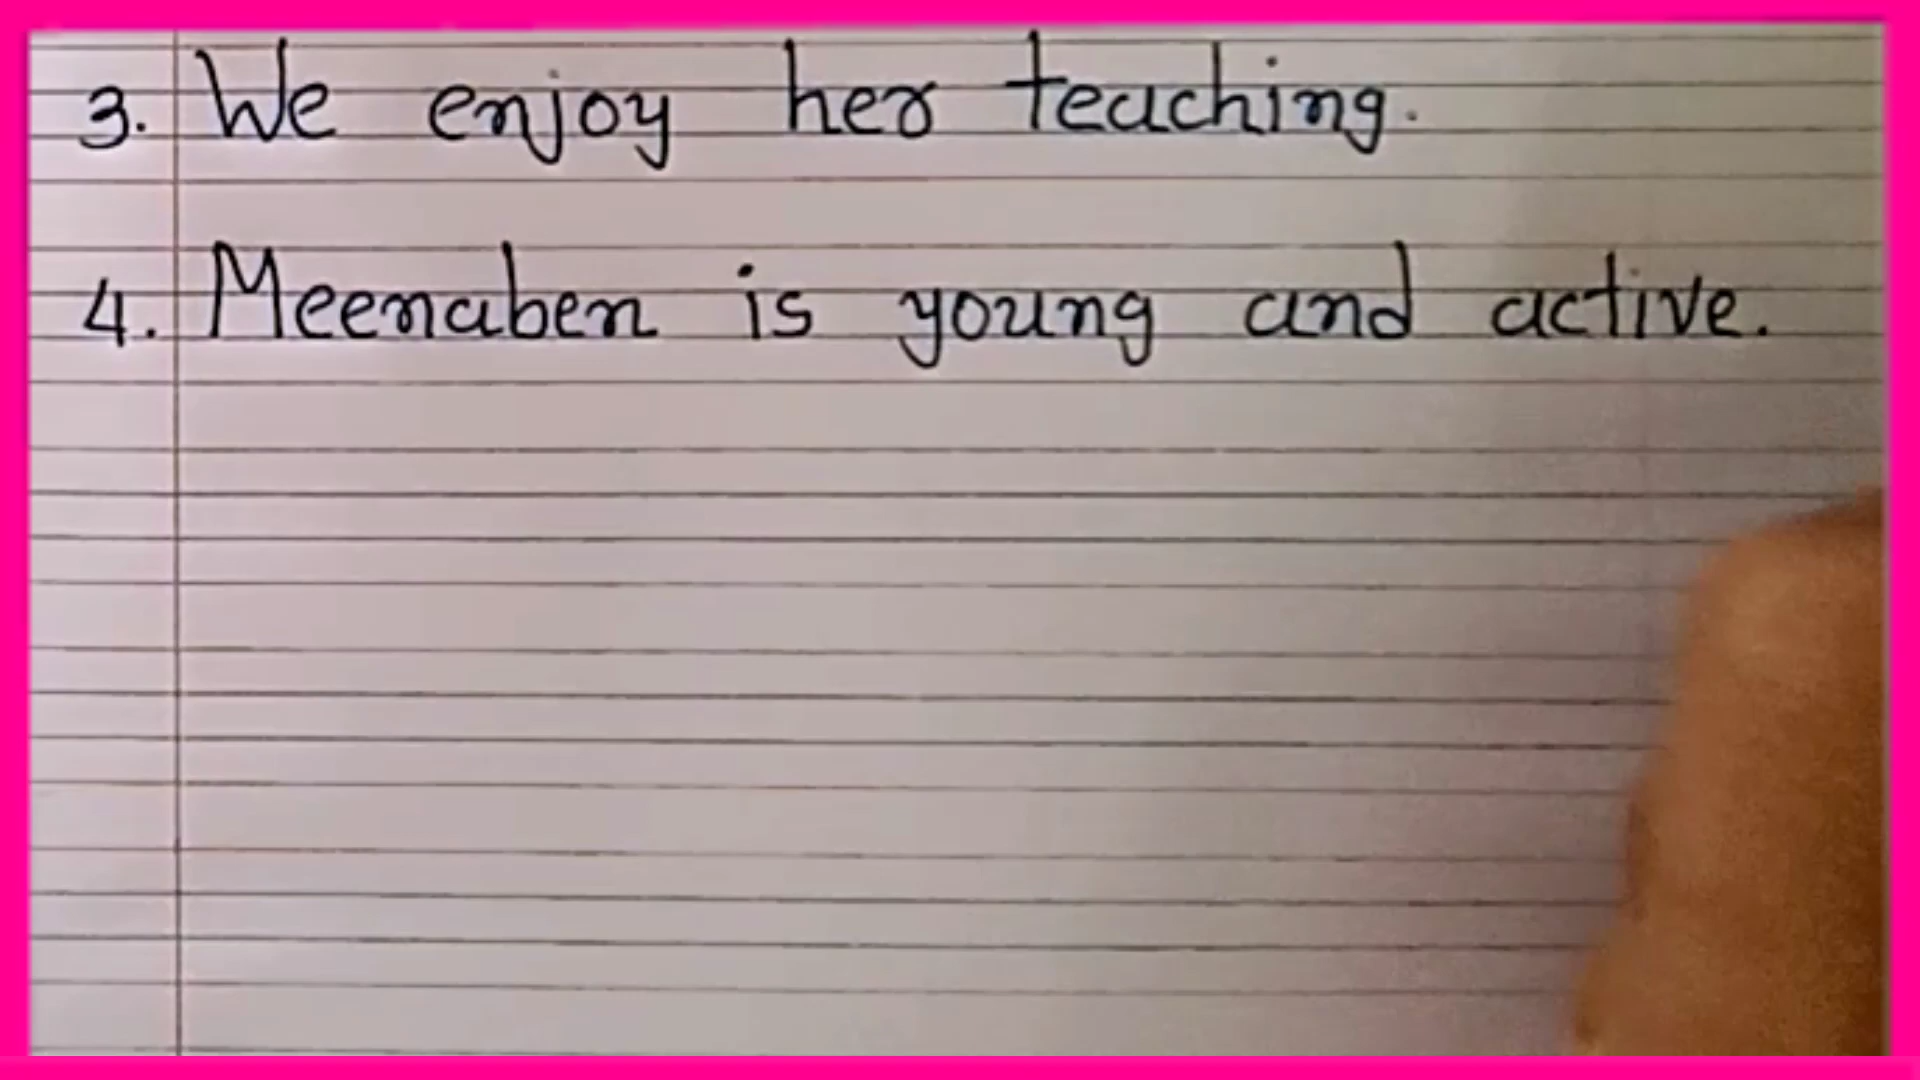 3. We enjoy her teaching.
4. Meenaben is young and active.